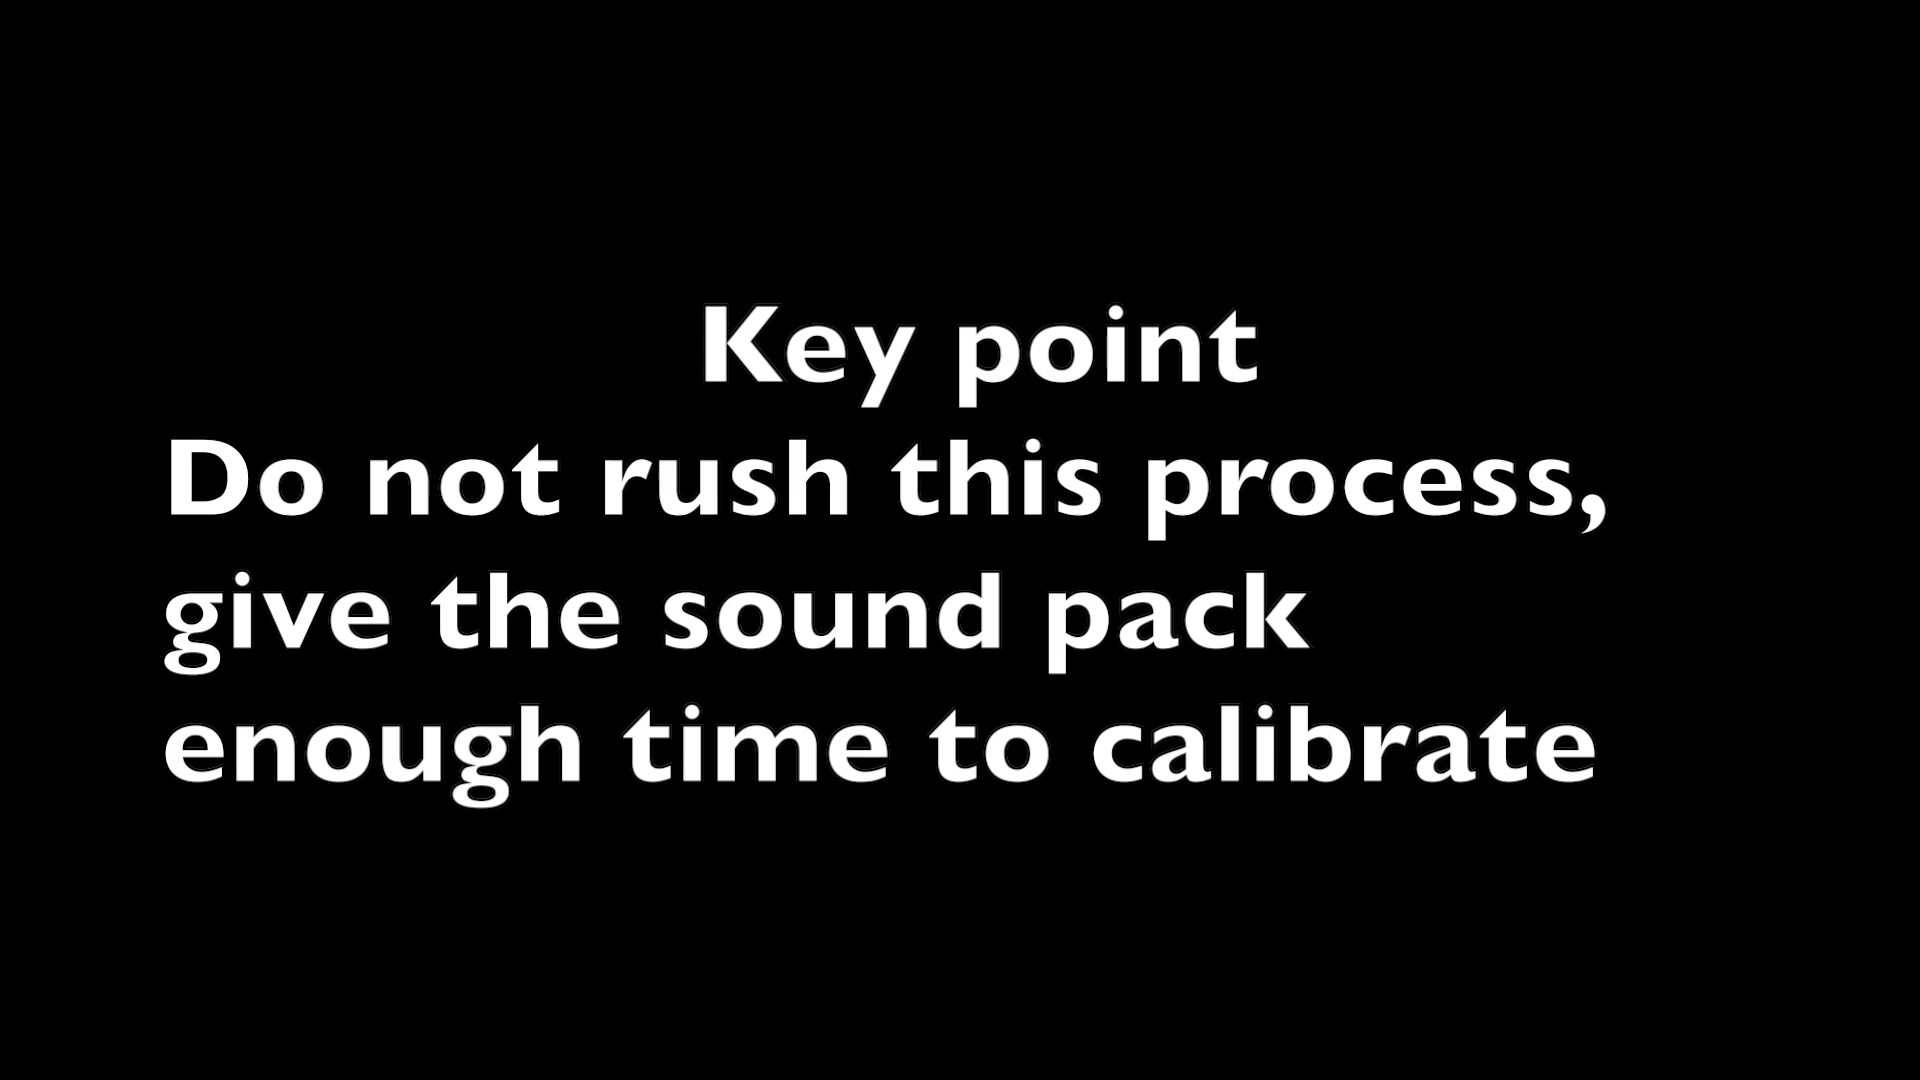 Key point
Do not rush this process,
give the sound pack
enough time to calibrate